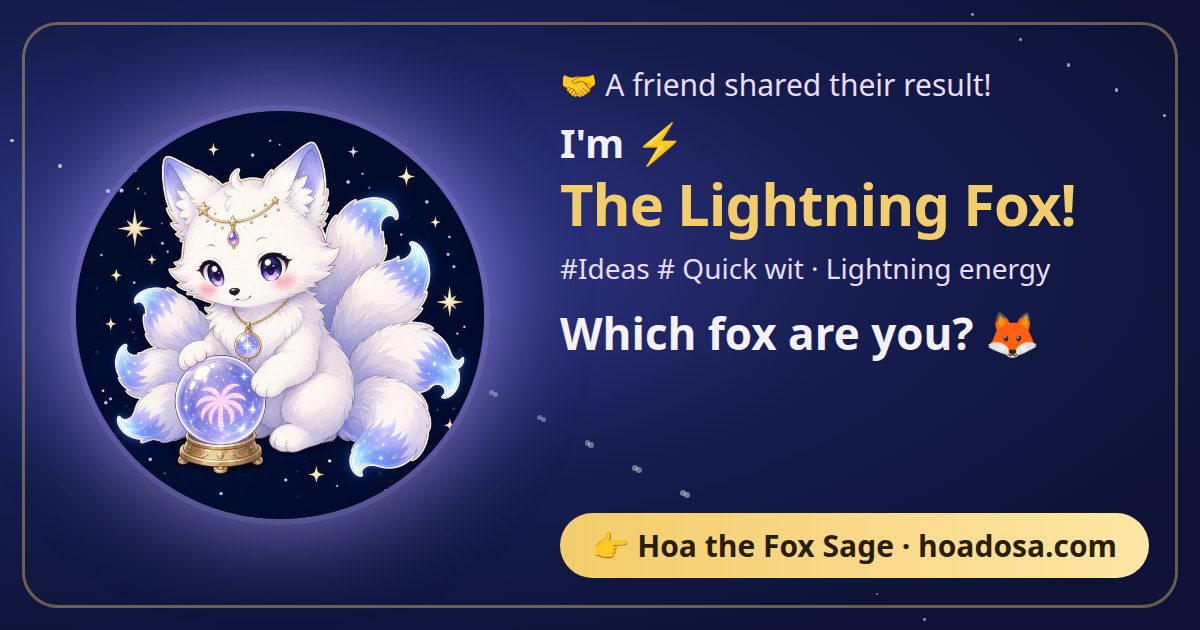 🤝 A friend shared their result!
I'm ⚡
The Lightning Fox!
#Ideas # Quick wit · Lightning energy
Which fox are you? 🦊
👉 Hoa the Fox Sage · hoadosa.com